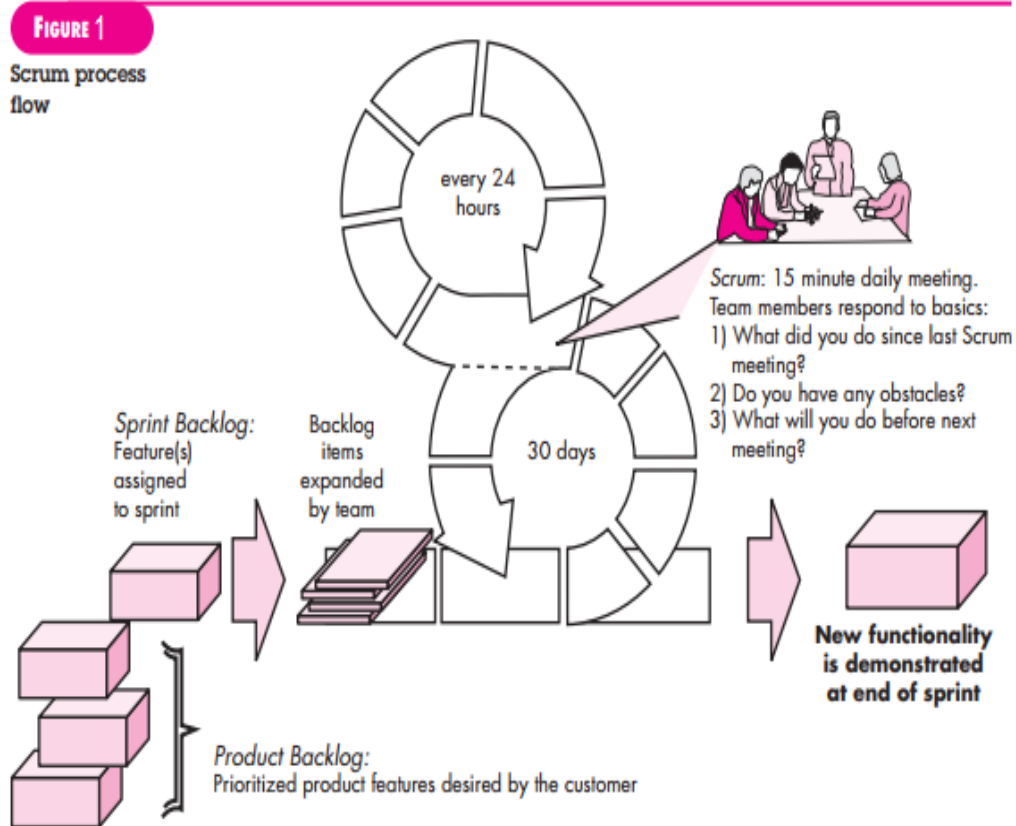 FIGURE 1
Scrum process
flow
every 24
hours
Scrum: 15 minute daily meeting.
Team members respond to basics:
1) What did you do since last Scrum
meeting?
2) Do you have any obstacles?
3) What will you do before next
meeting?
Sprint Backlog:
Feature(s)
assigned
to sprint
Backlog
items
expanded
by team
30 days
New functionality
is demonstrated
at end of sprint
Product Backlog:
Prioritized product features desired by the customer